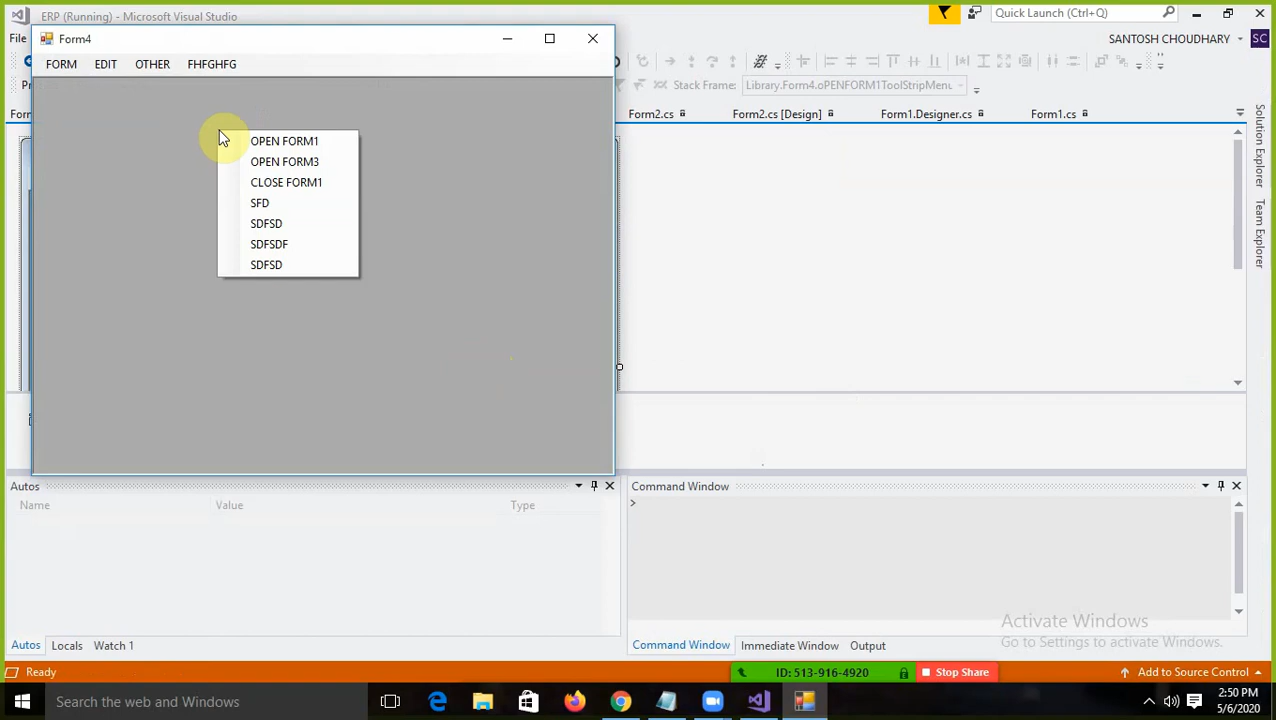 ERP (Running) - Microsoft Visual Studio
Quick Launch (Ctrl+Q)
Form4
File
SANTOSH CHOUDHARY
SC
FORM EDIT OTHER FHFGHFG
Stack Frame: Library.Form4.oPENFORM1ToolStripMenu
Form2.cs Form2.cs [Design] Form1.Designer.cs Form1.cs
OPEN FORM1
OPEN FORM3
CLOSE FORM1
SFD
SDFSD
SDFSDF
SDFSD
Solution Explorer
Team Explorer
Autos
Name Value Type
Command Window
>
Activate Windows
Go to Settings to activate Windows.
Autos Locals Watch 1
Command Window Immediate Window Output
Ready
ID: 513-916-4920
Stop Share
Add to Source Control
Search the web and Windows
2:50 PM
5/6/2020